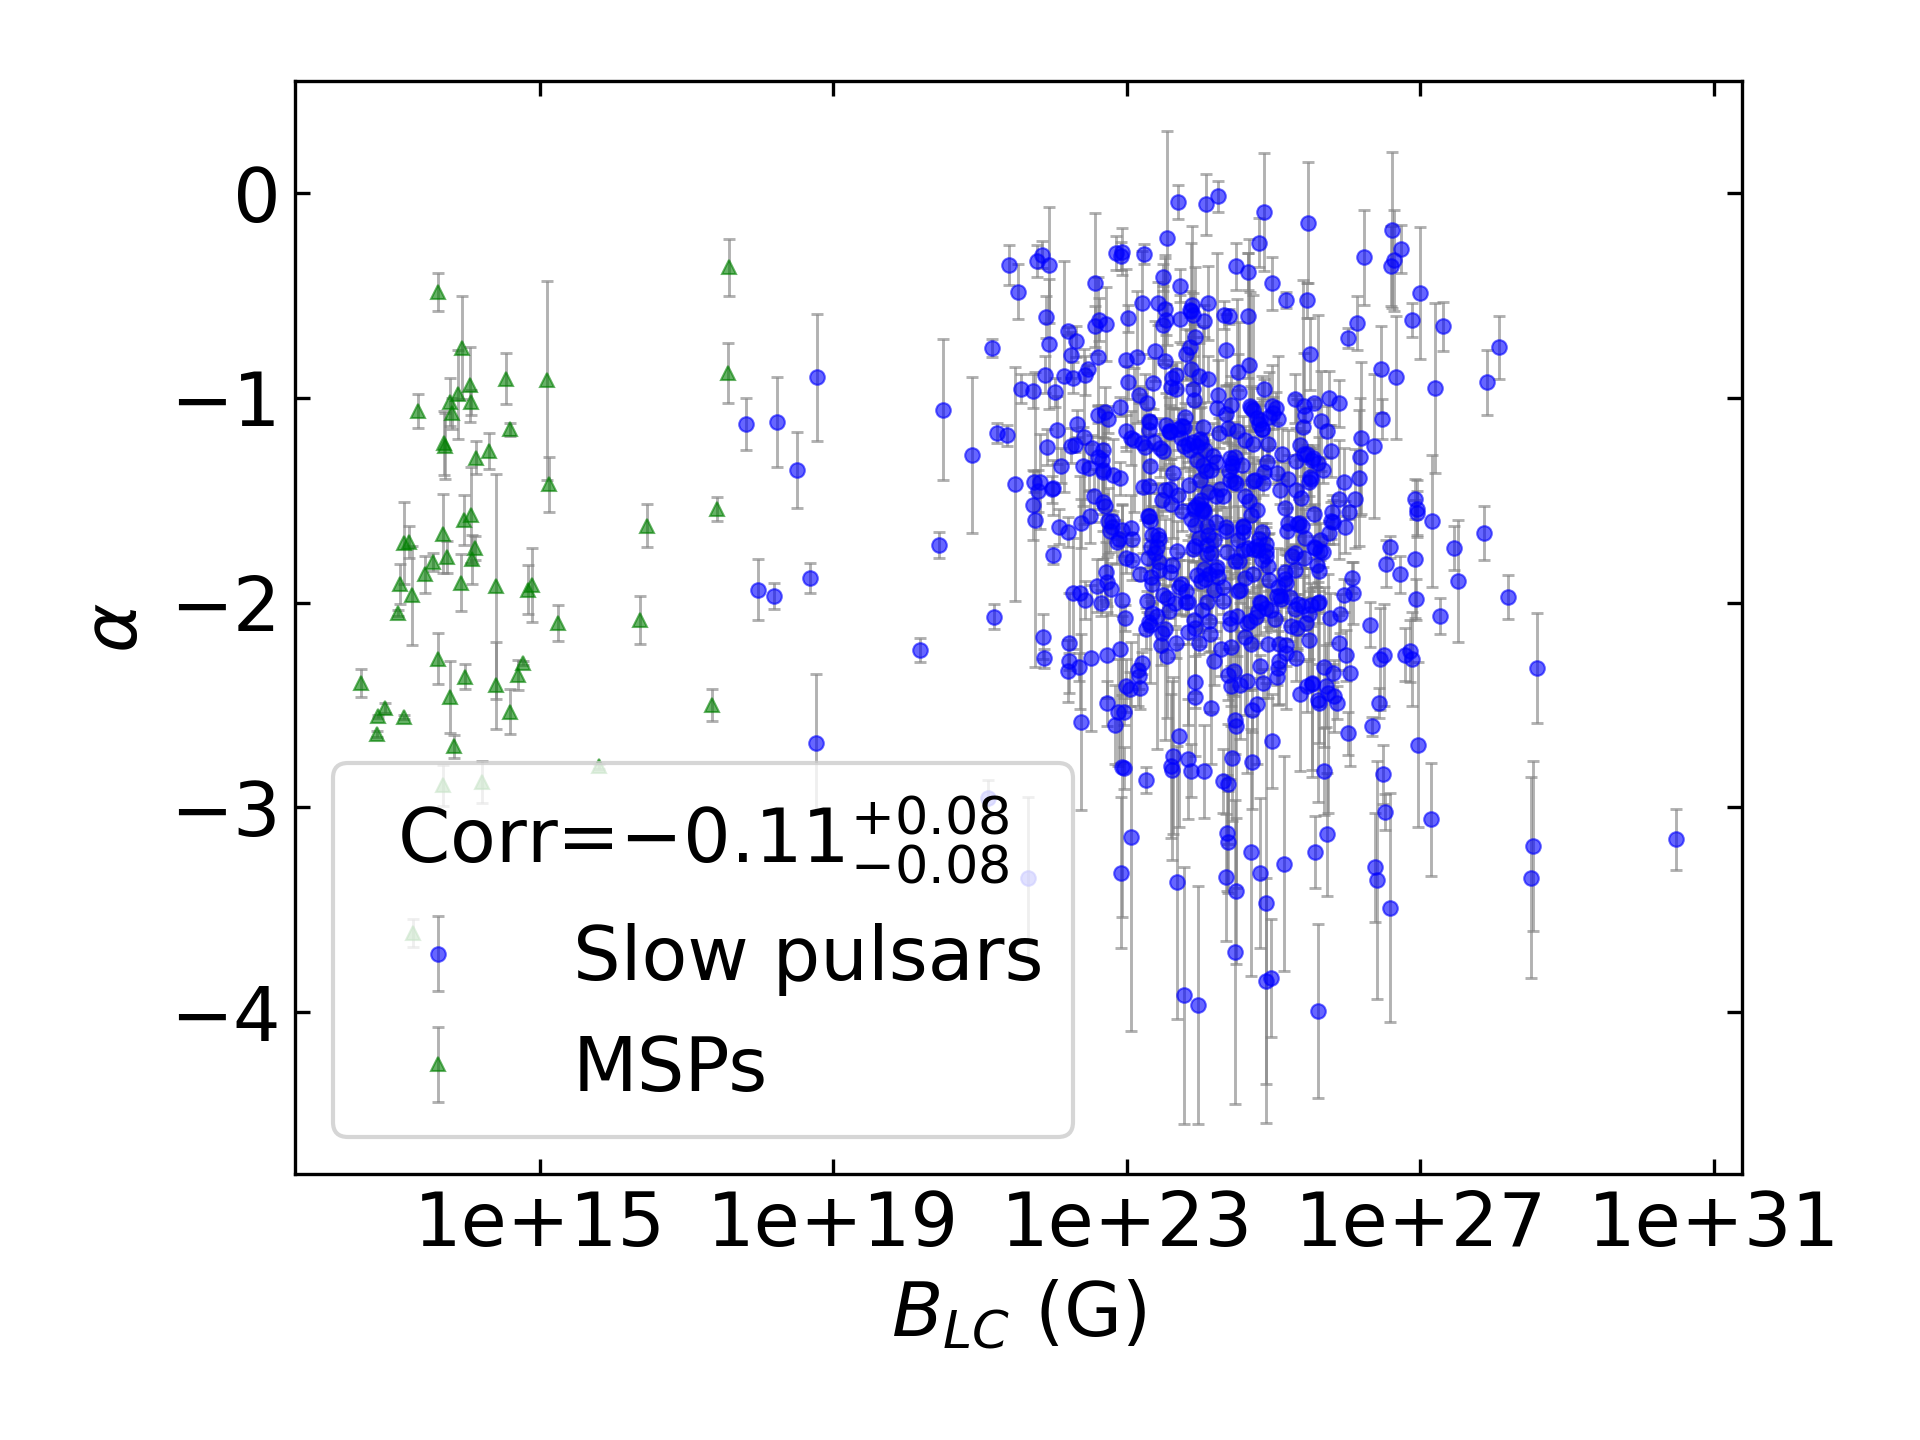 0
−1
−2
−3
−4
α
Corr=−0.11+0.08
−0.08
Slow pulsars
MSPs
1e+15 1e+19 1e+23 1e+27 1e+31
B_LC (G)